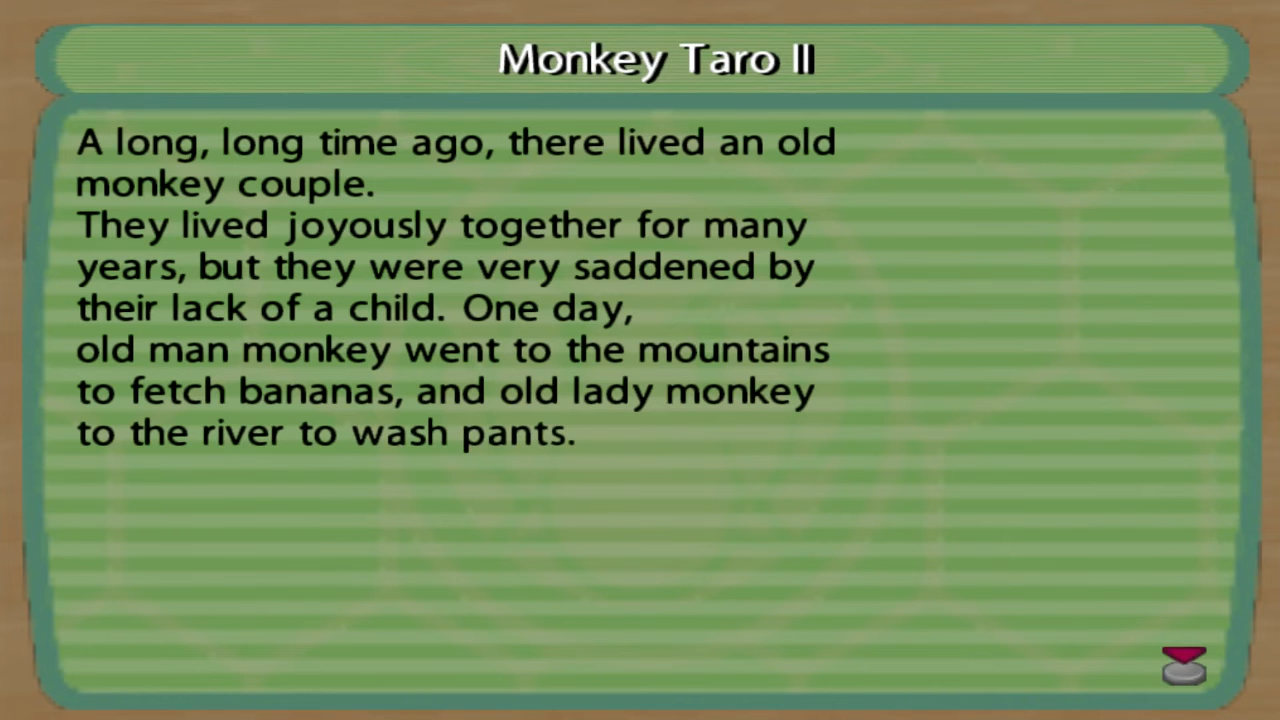 Monkey Taro II
A long, long time ago, there lived an old
monkey couple.
They lived joyously together for many
years, but they were very saddened by
their lack of a child. One day,
old man monkey went to the mountains
to fetch bananas, and old lady monkey
to the river to wash pants.